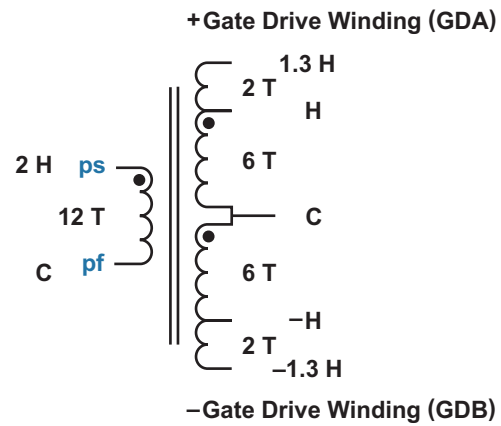 +Gate Drive Winding (GDA)
1.3 H
2 T
H
6 T
2 H ps
12 T
C
C pf
6 T
–H
2 T
–1.3 H
–Gate Drive Winding (GDB)